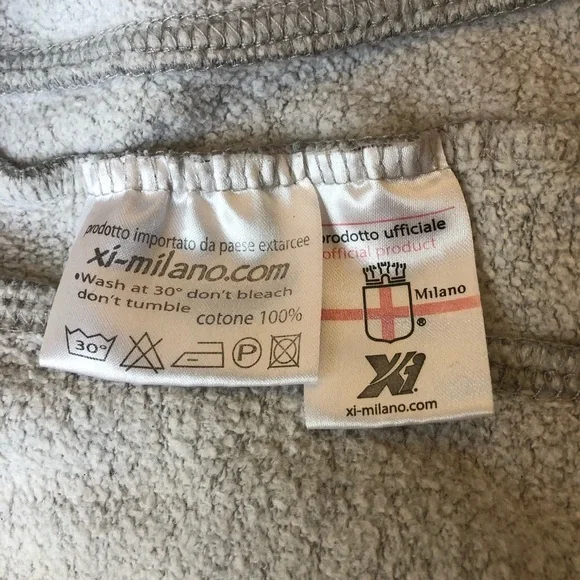 prodotto importato da paese extracee
xi-milano.com
•Wash at 30° don't bleach
don't tumble
cotone 100%
30°
P
prodotto ufficiale
official product
Milano
®
Xi
xi-milano.com